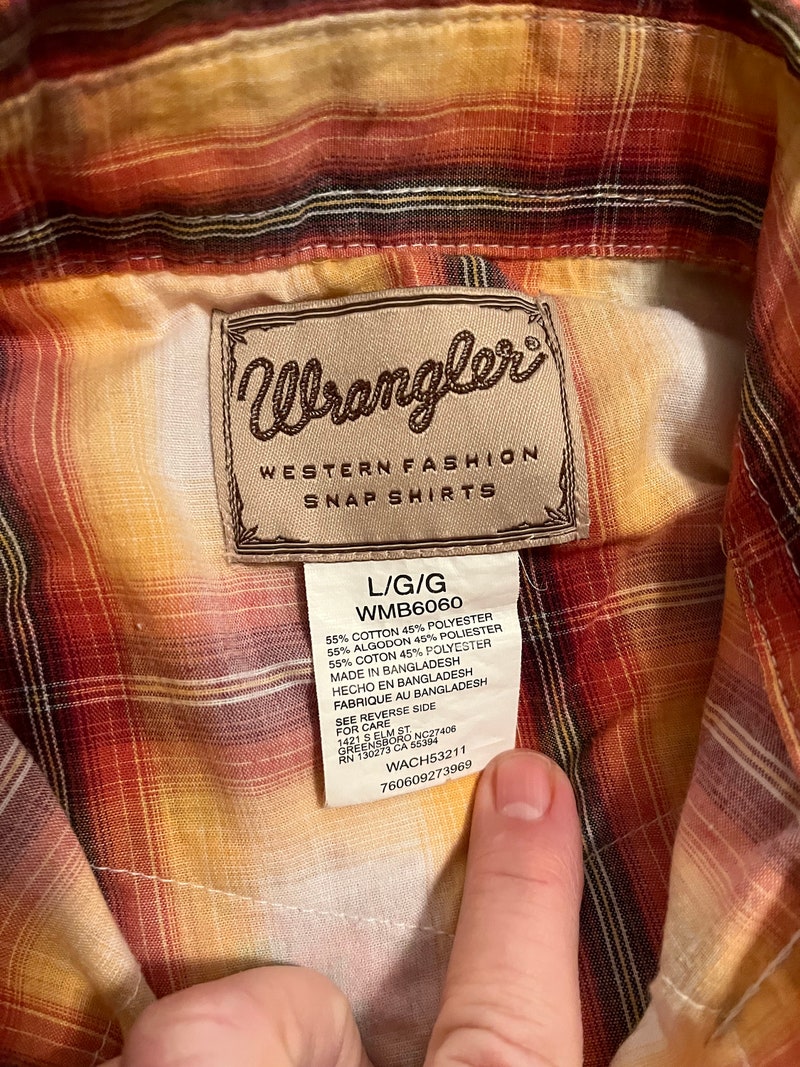 Wrangler®
WESTERN FASHION
SNAP SHIRTS
L/G/G
WMB6060
55% COTTON 45% POLYESTER
55% ALGODON 45% POLIESTER
55% COTON 45% POLYESTER
MADE IN BANGLADESH
HECHO EN BANGLADESH
FABRIQUE AU BANGLADESH
SEE REVERSE SIDE
FOR CARE
1421 S ELM ST
GREENSBORO NC27406
RN 130273 CA 55394
WACH53211
760609273969